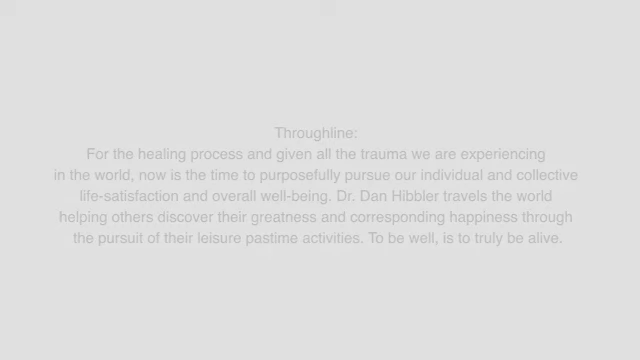 Throughline:
For the healing process and given all the trauma we are experiencing
in the world, now is the time to purposefully pursue our individual and collective
life-satisfaction and overall well-being. Dr. Dan Hibbler travels the world
helping others discover their greatness and corresponding happiness through
the pursuit of their leisure pastime activities. To be well, is to truly be alive.